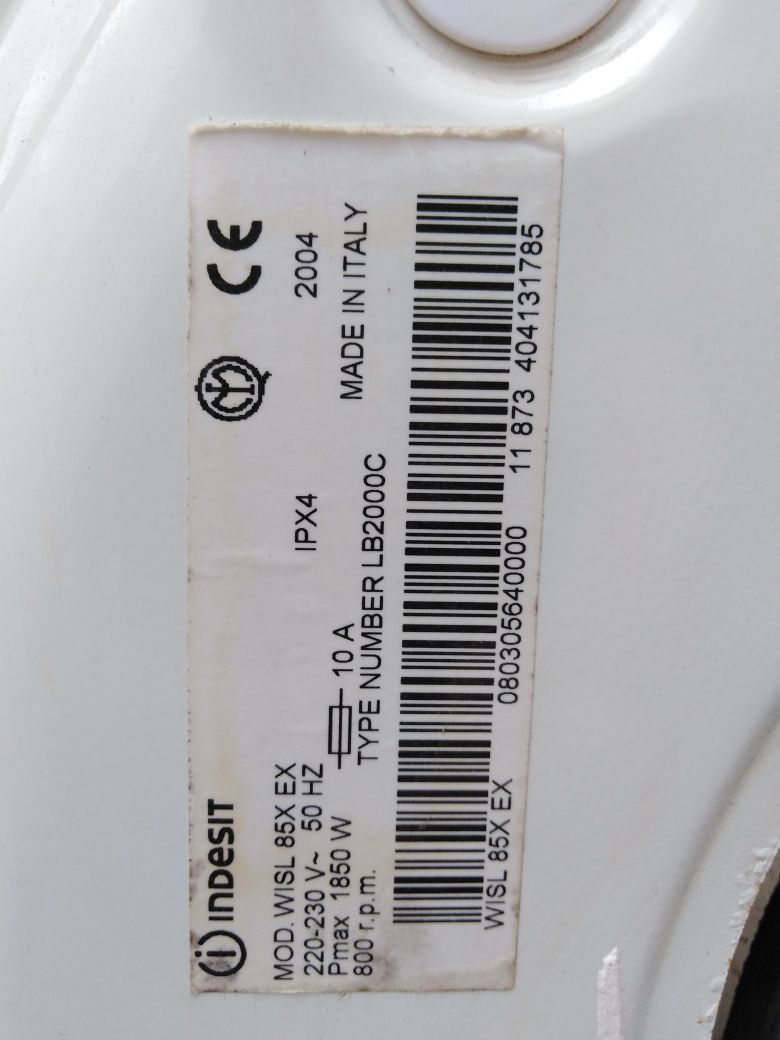 INDESIT
MOD. WISL 85X EX
220-230 V~ 50 HZ
Pmax 1850 W
800 r.p.m.
10 A
IPX4
TYPE NUMBER LB2000C
CE
2004
MADE IN ITALY
WISL 85X EX
080305640000
11 873 404131785